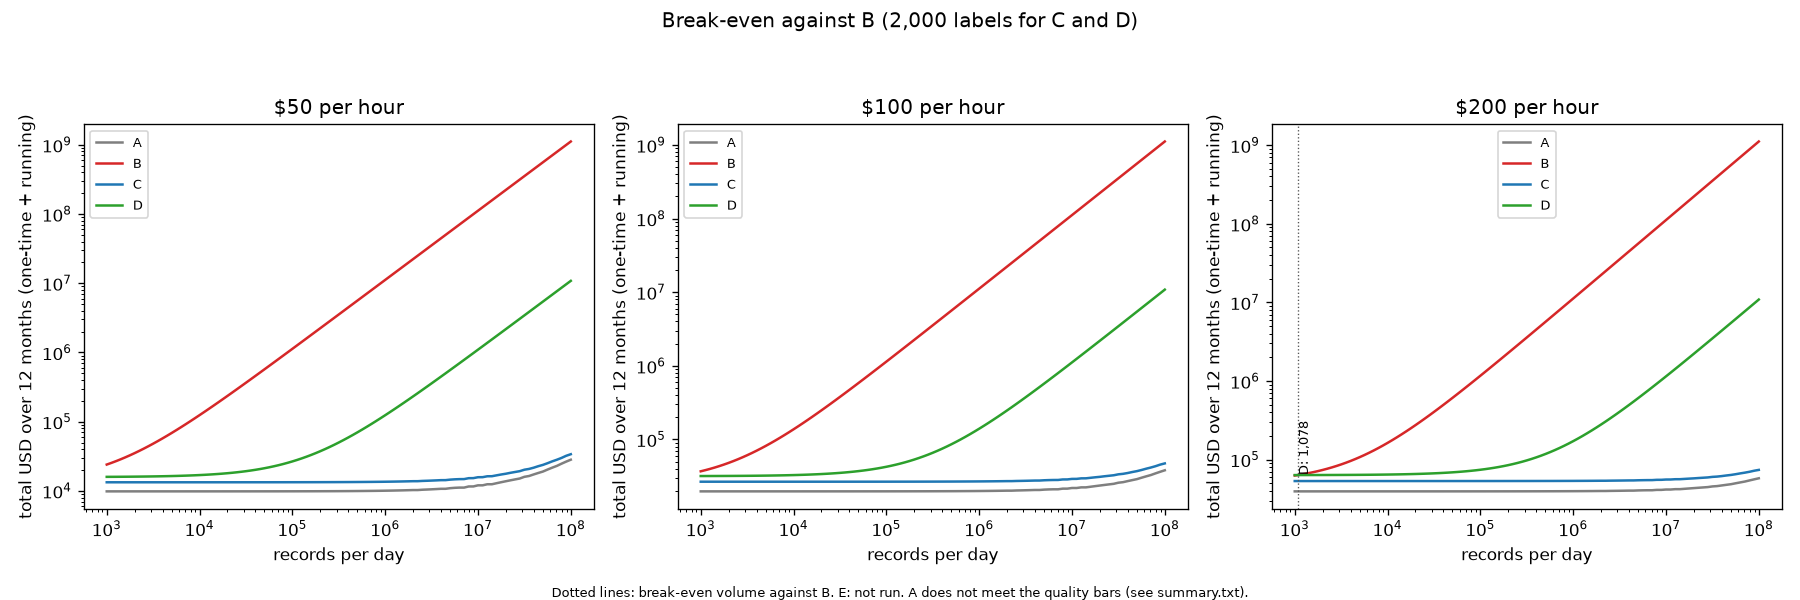 Break-even against B (2,000 labels for C and D)
$50 per hour
total USD over 12 months (one-time + running)
10^9
10^8
10^7
10^6
10^5
10^4
A
B
C
D
10^3
10^4
10^5
10^6
10^7
10^8
records per day
$100 per hour
total USD over 12 months (one-time + running)
10^9
10^8
10^7
10^6
10^5
A
B
C
D
10^3
10^4
10^5
10^6
10^7
10^8
records per day
$200 per hour
total USD over 12 months (one-time + running)
10^9
10^8
10^7
10^6
10^5
A
B
C
D
D: 1,078
10^3
10^4
10^5
10^6
10^7
10^8
records per day
Dotted lines: break-even volume against B. E: not run. A does not meet the quality bars (see summary.txt).